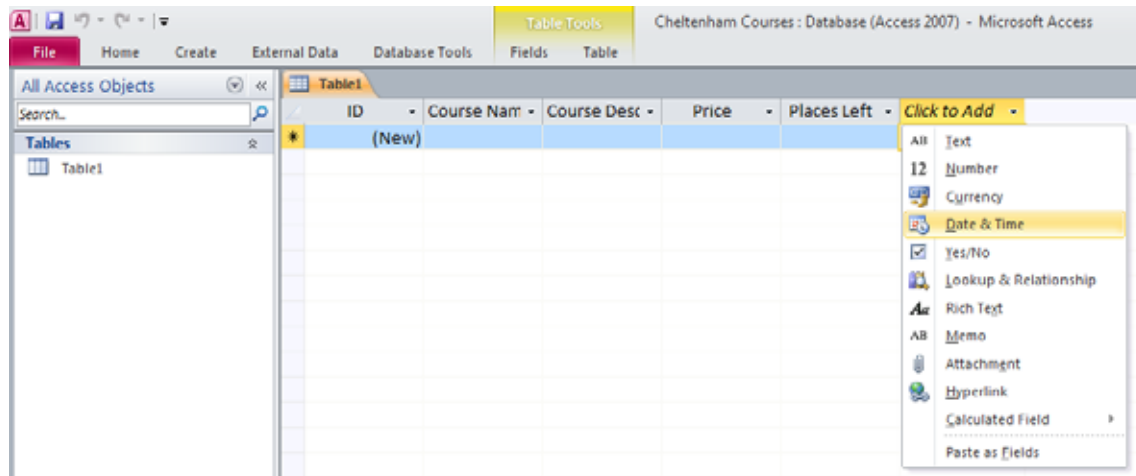 A
Table Tools
Cheltenham Courses : Database (Access 2007) - Microsoft Access
File Home Create External Data Database Tools Fields Table
All Access Objects
Table1
Search...
ID Course Nam Course Desc Price Places Left Click to Add
Tables
(New)
Table1
AB Text
12 Number
Currency
Date & Time
Yes/No
Lookup & Relationship
Aa Rich Text
AB Memo
Attachment
Hyperlink
Calculated Field
Paste as Fields